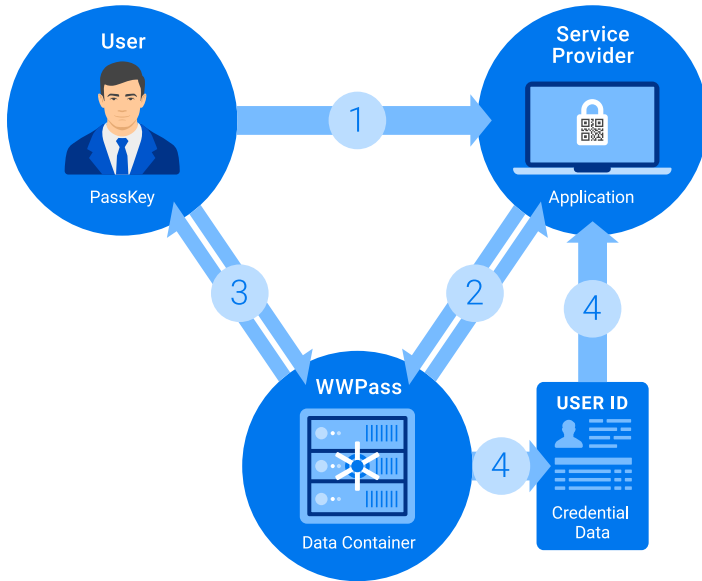 User
PassKey
1
Service
Provider
Application
3
2
4
WWPass
Data Container
4
USER ID
Credential
Data